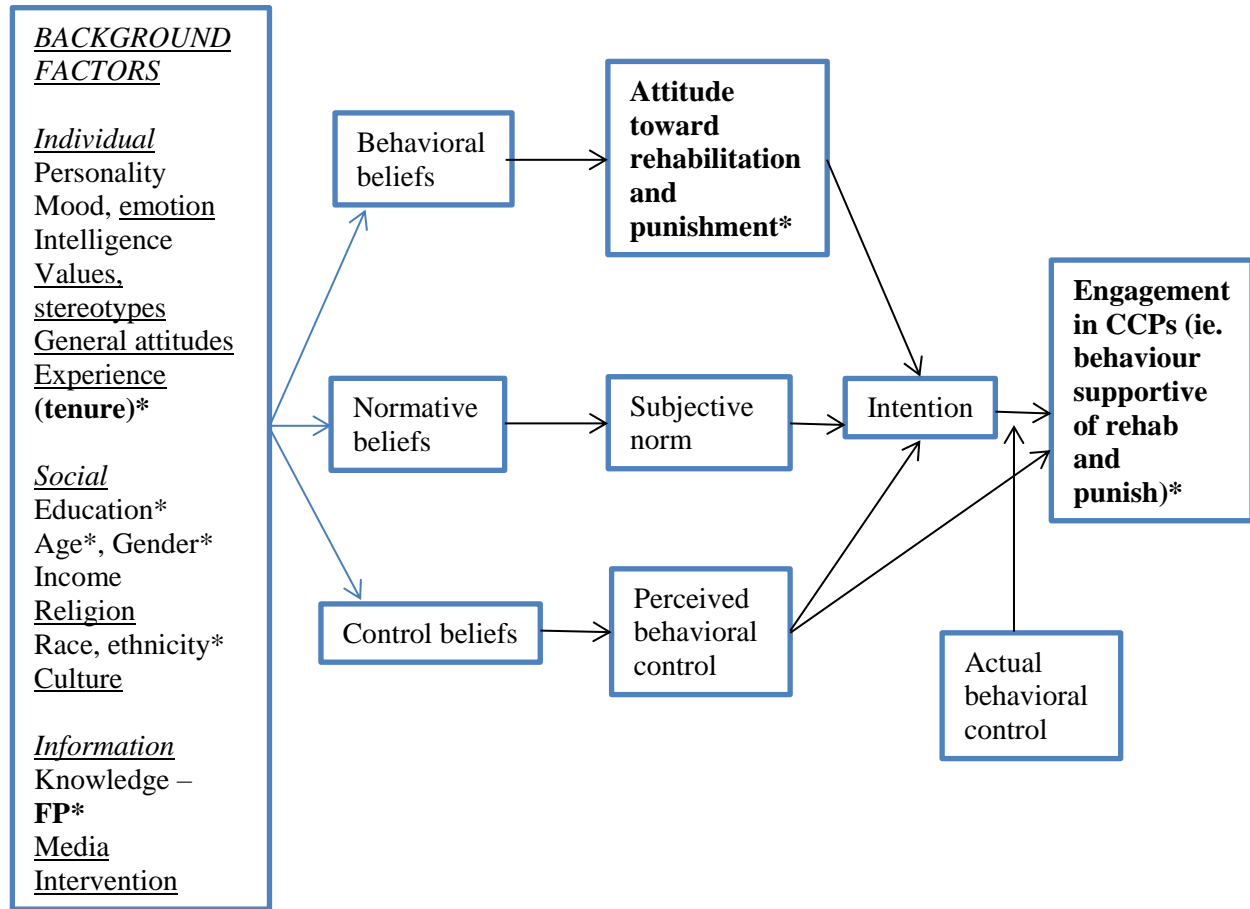 BACKGROUND
FACTORS
Individual
Personality
Mood, emotion
Intelligence
Values,
stereotypes
General attitudes
Experience
(tenure)*
Social
Education*
Age*, Gender*
Income
Religion
Race, ethnicity*
Culture
Information
Knowledge –
FP*
Media
Intervention
Behavioral
beliefs
Normative
beliefs
Control beliefs
Attitude
toward
rehabilitation
and
punishment*
Subjective
norm
Perceived
behavioral
control
Intention
Actual
behavioral
control
Engagement
in CCPs (ie.
behaviour
supportive
of rehab
and
punish)*